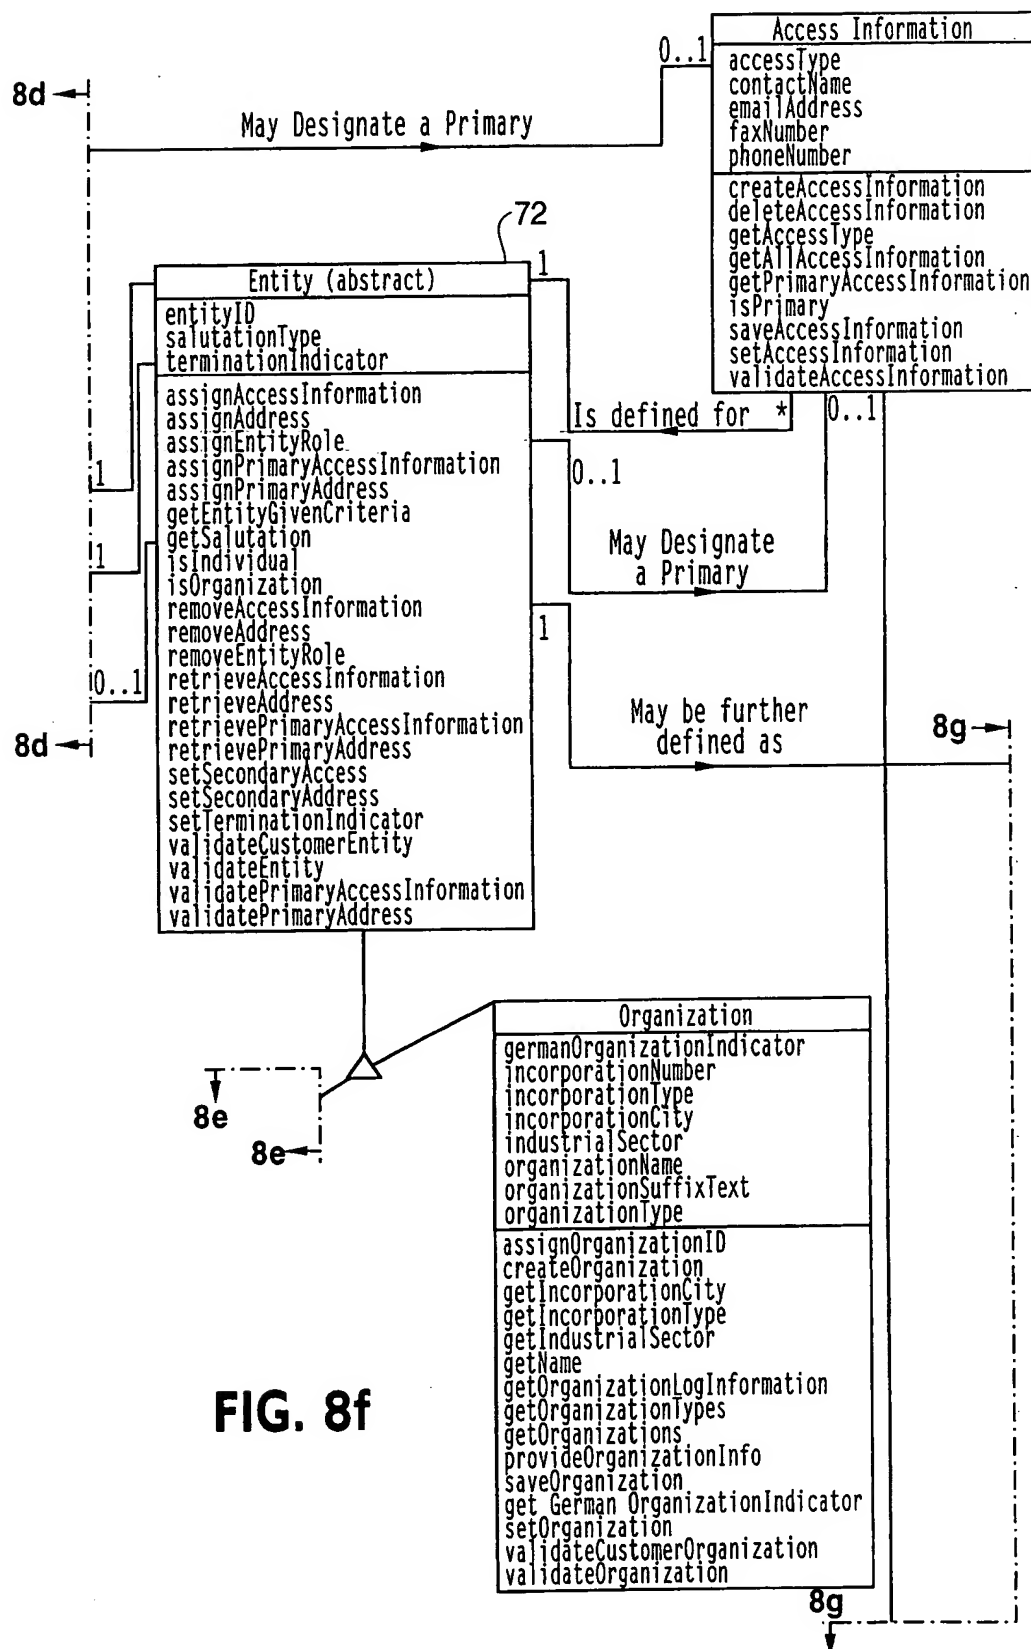 Access Information
accessType
contactName
emailAddress
faxNumber
phoneNumber
createAccessInformation
deleteAccessInformation
getAccessType
getAllAccessInformation
getPrimaryAccessInformation
isPrimary
saveAccessInformation
setAccessInformation
validateAccessInformation
0..1
8d
May Designate a Primary
72
Entity (abstract)
entityID
salutationType
terminationIndicator
assignAccessInformation
assignAddress
assignEntityRole
assignPrimaryAccessInformation
assignPrimaryAddress
getEntityGivenCriteria
getSalutation
isIndividual
isOrganization
removeAccessInformation
removeAddress
removeEntityRole
retrieveAccessInformation
retrieveAddress
retrievePrimaryAccessInformation
retrievePrimaryAddress
setSecondaryAccess
setSecondaryAddress
setTerminationIndicator
validateCustomerEntity
validateEntity
validatePrimaryAccessInformation
validatePrimaryAddress
1
1
0..1
8d
1
Is defined for *
0..1
0..1
May Designate
a Primary
1
May be further
defined as
8g
8e
8e
Organization
germanOrganizationIndicator
incorporationNumber
incorporationType
incorporationCity
industrialSector
organizationName
organizationSuffixText
organizationType
assignOrganizationID
createOrganization
getIncorporationCity
getIncorporationType
getIndustrialSector
getName
getOrganizationLogInformation
getOrganizationTypes
getOrganizations
provideOrganizationInfo
saveOrganization
get German OrganizationIndicator
setOrganization
validateCustomerOrganization
validateOrganization
8g
FIG. 8f